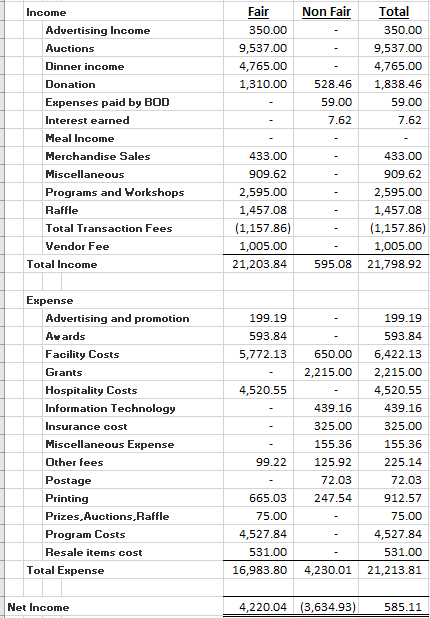 Income Fair Non Fair Total
Advertising Income 350.00 - 350.00
Auctions 9,537.00 - 9,537.00
Dinner income 4,765.00 - 4,765.00
Donation 1,310.00 528.46 1,838.46
Expenses paid by BOD - 59.00 59.00
Interest earned - 7.62 7.62
Meal Income - - -
Merchandise Sales 433.00 - 433.00
Miscellaneous 909.62 - 909.62
Programs and Workshops 2,595.00 - 2,595.00
Raffle 1,457.08 - 1,457.08
Total Transaction Fees (1,157.86) - (1,157.86)
Vendor Fee 1,005.00 - 1,005.00
Total Income 21,203.84 595.08 21,798.92
Expense
Advertising and promotion 199.19 - 199.19
Awards 593.84 - 593.84
Facility Costs 5,772.13 650.00 6,422.13
Grants - 2,215.00 2,215.00
Hospitality Costs 4,520.55 - 4,520.55
Information Technology - 439.16 439.16
Insurance cost - 325.00 325.00
Miscellaneous Expense - 155.36 155.36
Other fees 99.22 125.92 225.14
Postage - 72.03 72.03
Printing 665.03 247.54 912.57
Prizes,Auctions,Raffle 75.00 - 75.00
Program Costs 4,527.84 - 4,527.84
Resale items cost 531.00 - 531.00
Total Expense 16,983.80 4,230.01 21,213.81
Net Income 4,220.04 (3,634.93) 585.11